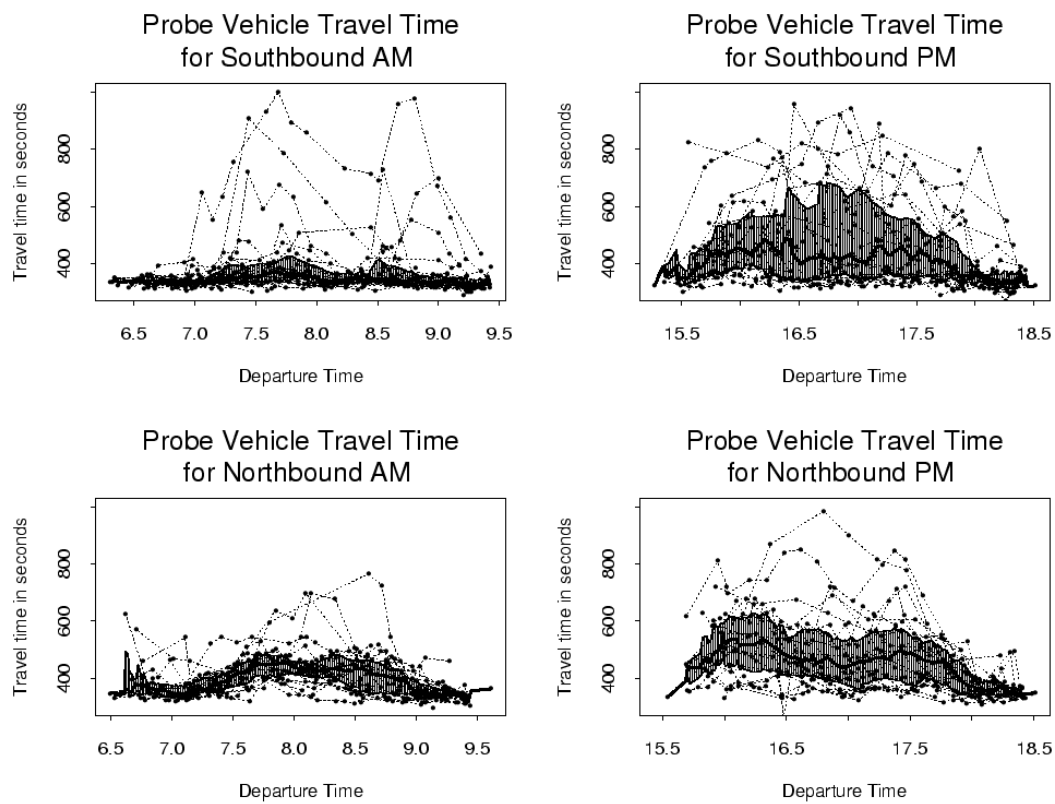 Probe Vehicle Travel Time
for Southbound AM
Travel time in seconds
800
600
400
6.5 7.0 7.5 8.0 8.5 9.0 9.5
Departure Time
Probe Vehicle Travel Time
for Southbound PM
Travel time in seconds
800
600
400
15.5 16.5 17.5 18.5
Departure Time
Probe Vehicle Travel Time
for Northbound AM
Travel time in seconds
800
600
400
6.5 7.0 7.5 8.0 8.5 9.0 9.5
Departure Time
Probe Vehicle Travel Time
for Northbound PM
Travel time in seconds
800
600
400
15.5 16.5 17.5 18.5
Departure Time